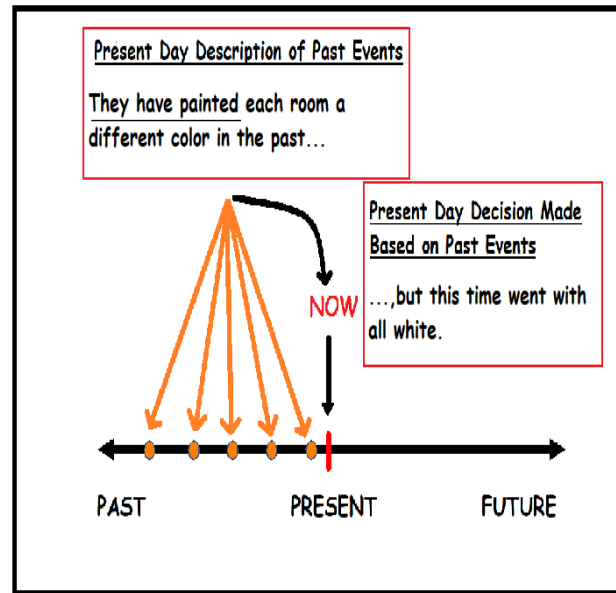 Present Day Description of Past Events
They have painted each room a
different color in the past...
Present Day Decision Made
Based on Past Events
...,but this time went with
all white.
NOW
PAST
PRESENT
FUTURE